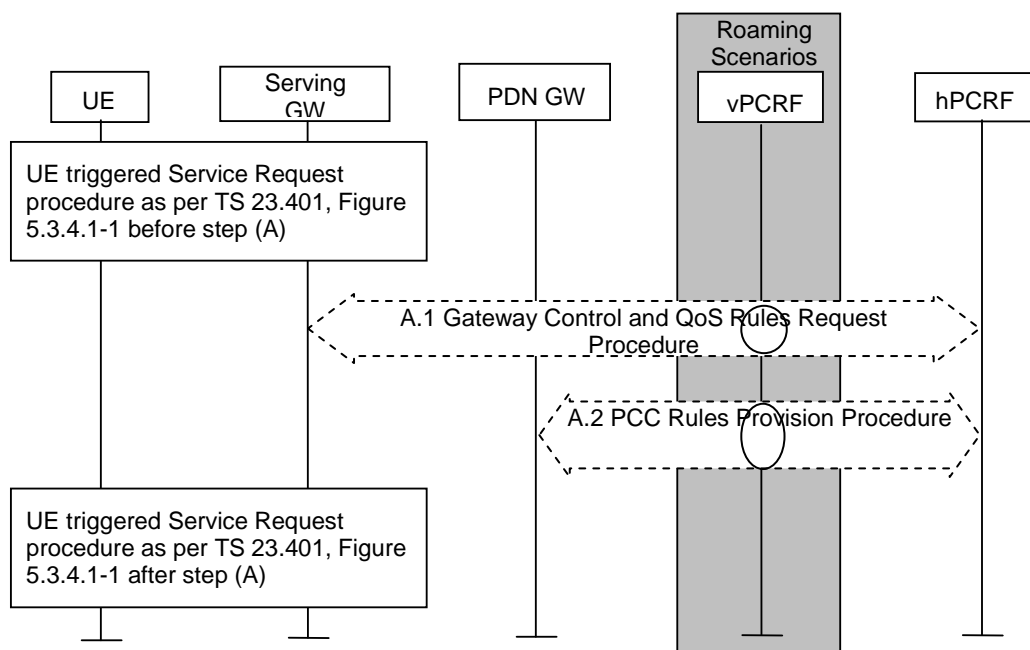 Roaming
Scenarios
UE
Serving
GW
PDN GW
vPCRF
hPCRF
UE triggered Service Request
procedure as per TS 23.401, Figure
5.3.4.1-1 before step (A)
A.1 Gateway Control and QoS Rules Request
Procedure
A.2 PCC Rules Provision Procedure
UE triggered Service Request
procedure as per TS 23.401, Figure
5.3.4.1-1 after step (A)